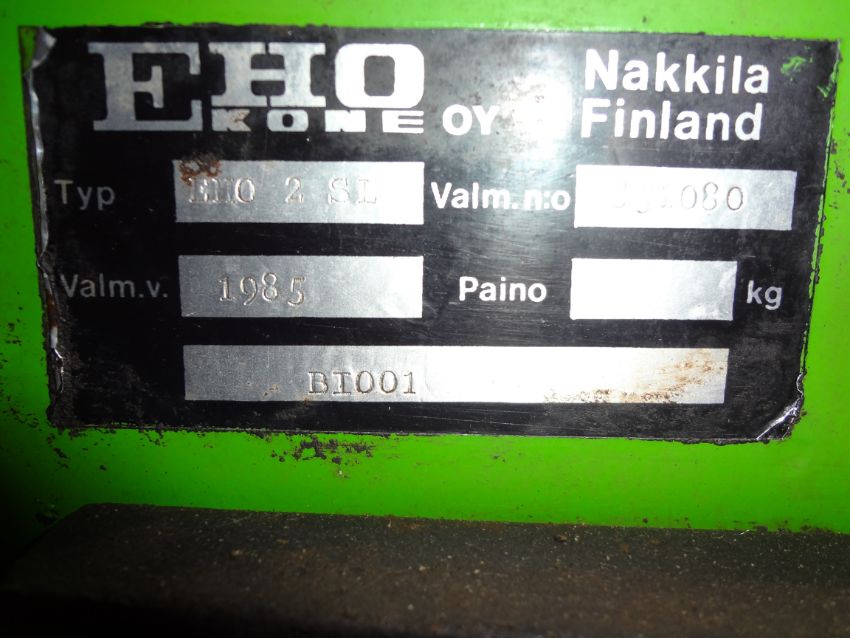 EHO KONE OY Nakkila Finland
Typ EHO 2 SL Valm.n:o
Valm.v. 1985 Paino kg
BI001